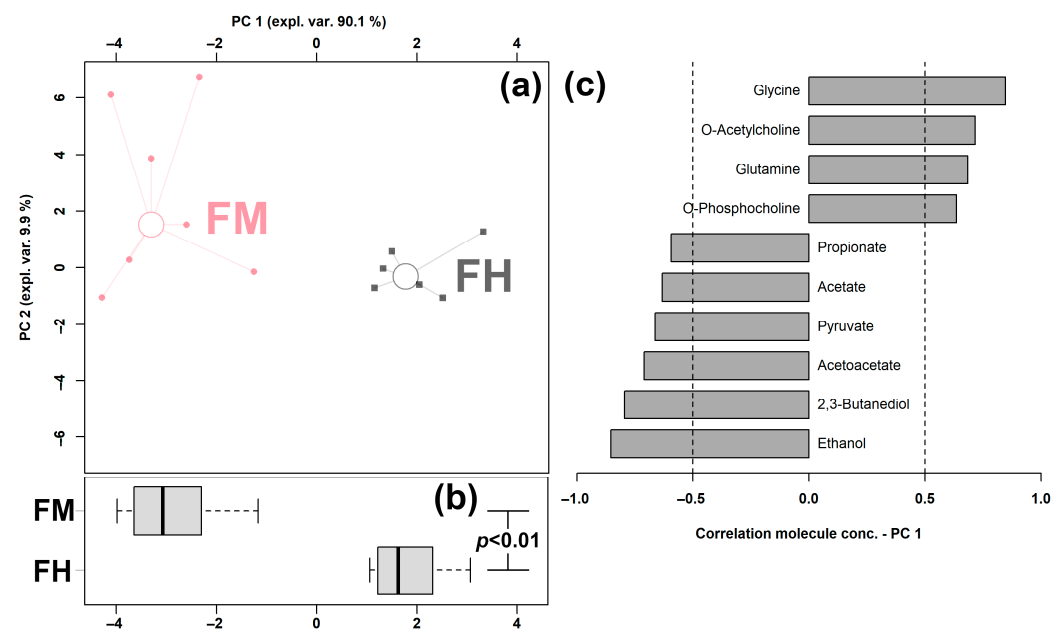 PC 1 (expl. var. 90.1 %)
−4 −2 0 2 4
(a)
PC 2 (expl. var. 9.9 %)
6
4
2
0
−2
−4
−6
FM
FH
(b)
FM
FH
p<0.01
−4 −2 0 2 4
(c)
Glycine
O-Acetylcholine
Glutamine
O-Phosphocholine
Propionate
Acetate
Pyruvate
Acetoacetate
2,3-Butanediol
Ethanol
−1.0 −0.5 0.0 0.5 1.0
Correlation molecule conc. - PC 1